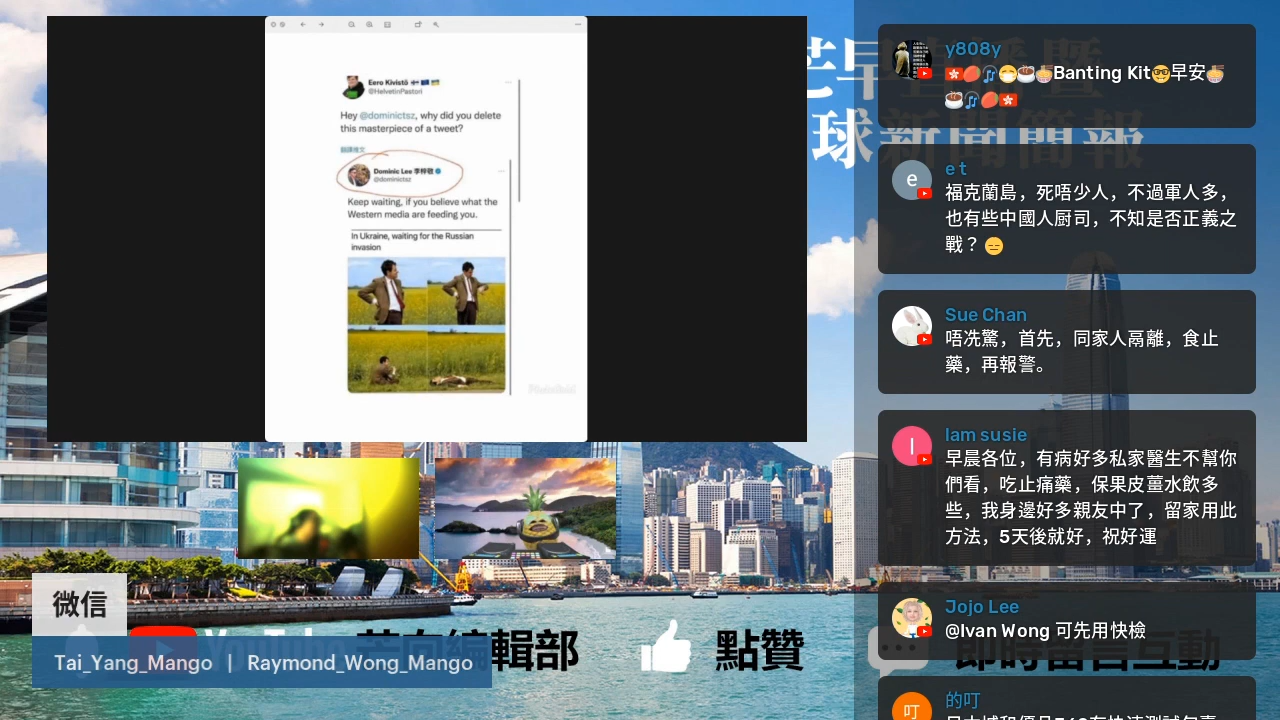 Eero Kivistö
@HelvetinPastori
Hey @dominictsz, why did you delete
this masterpiece of a tweet?
翻譯推文
Dominic Lee 李梓敬
@dominictsz
Keep waiting, if you believe what the
Western media are feeding you.
In Ukraine, waiting for the Russian
invasion
球新聞簡報
y808y
Barking Kit早安
e t
福克蘭島，死唔少人，不過軍人多，
也有些中國人廚司，不知是否正義之
戰？
Sue Chan
唔冼驚，首先，同家人鬲離，食止
藥，再報警。
lam susie
早晨各位，有病好多私家醫生不幫你
們看，吃止痛藥，保果皮薑水飲多
些，我身邊好多親友中了，留家用此
方法，5天後就好，祝好運
Jojo Lee
@Ivan Wong 可先用快檢
的叮
叮
微信
Tai_Yang_Mango | Raymond_Wong_Mango
輯部
點贊
即時留言互動